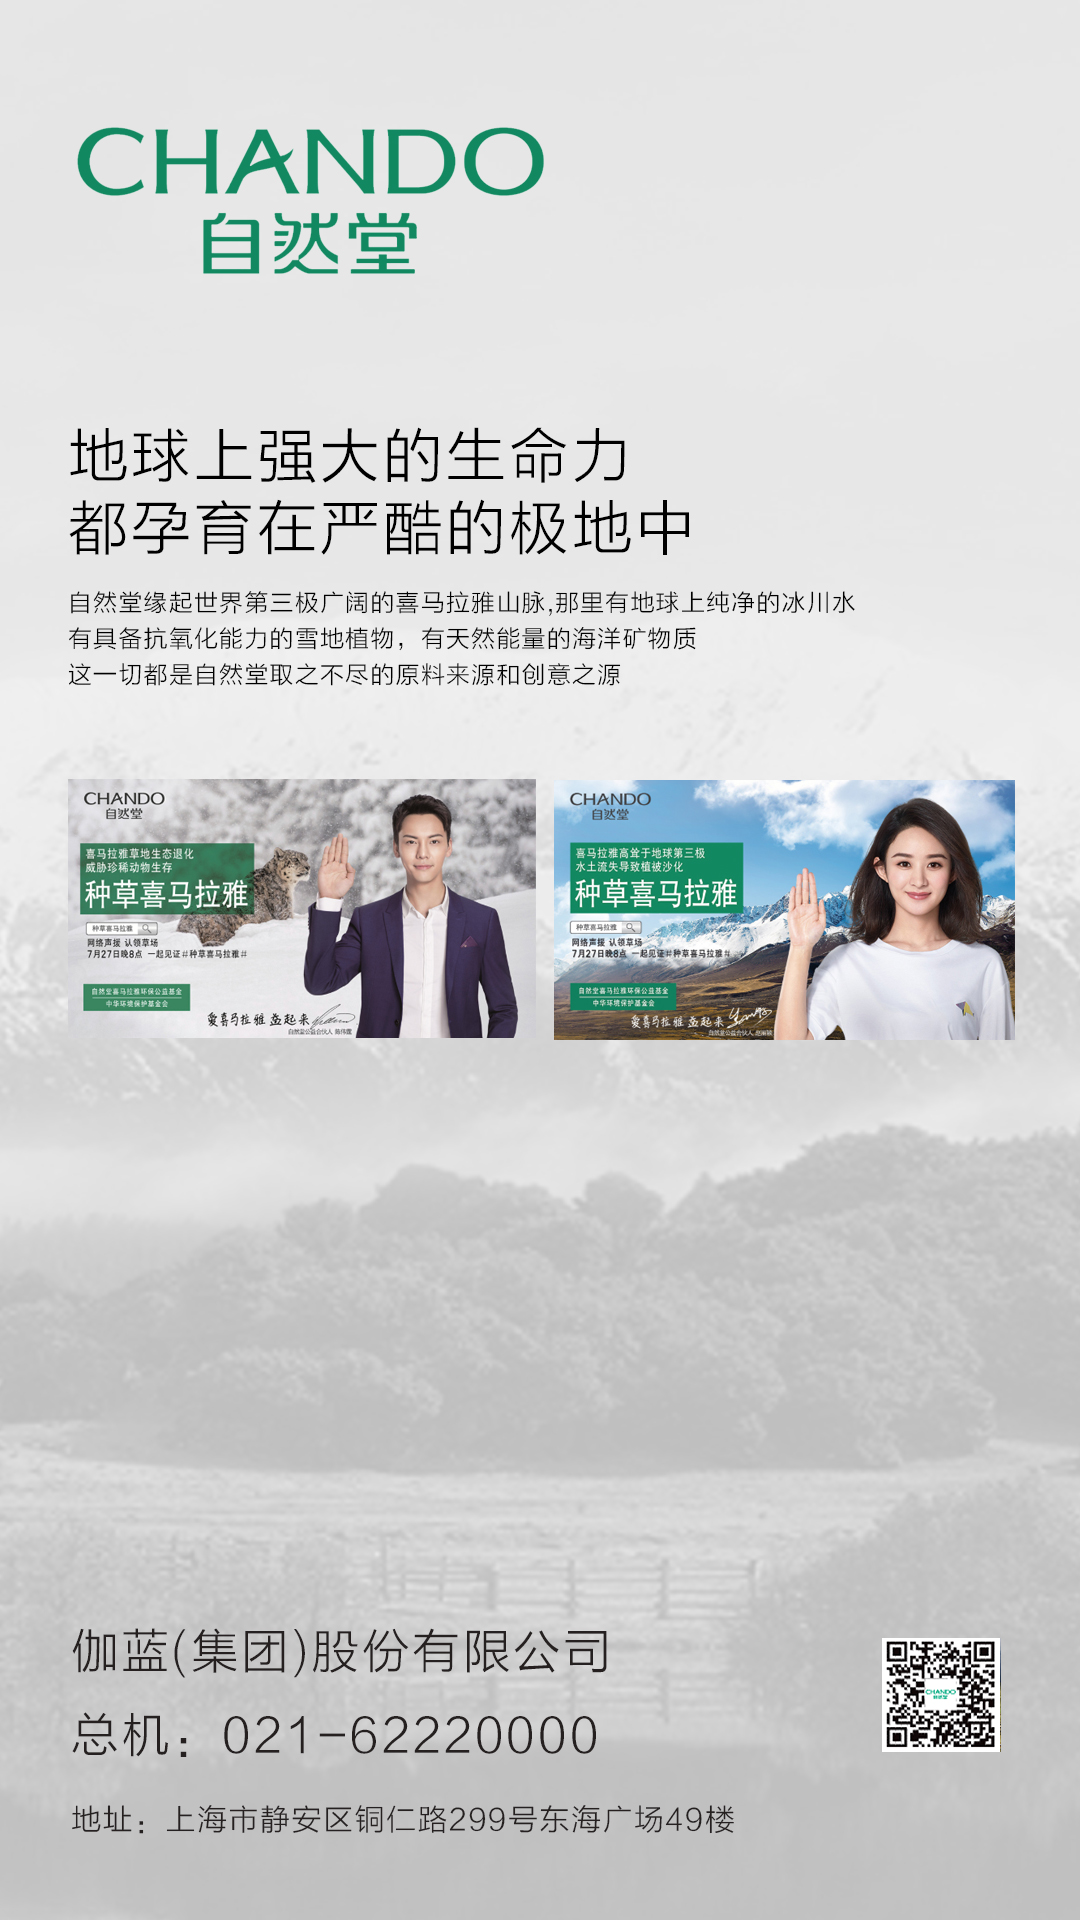 CHANDO
自然堂
地球上强大的生命力
都孕育在严酷的极地中
自然堂缘起世界第三极广阔的喜马拉雅山脉,那里有地球上纯净的冰川水
有具备抗氧化能力的雪地植物，有天然能量的海洋矿物质
这一切都是自然堂取之不尽的原料来源和创意之源
CHANDO
自然堂
喜马拉雅草地生态退化
威胁珍稀动物生存
种草喜马拉雅
种草喜马拉雅
网络声援 认领草场
7月27日晚8点 一起见证#种草喜马拉雅#
自然堂喜马拉雅环保公益基金
中华环境保护基金会
爱喜马拉雅 益起来
自然堂公益合伙人 陈伟霆
CHANDO
自然堂
喜马拉雅高耸于地球第三极
水土流失导致植被沙化
种草喜马拉雅
种草喜马拉雅
网络声援 认领草场
7月27日晚8点 一起见证#种草喜马拉雅#
自然堂喜马拉雅环保公益基金
中华环境保护基金会
爱喜马拉雅 益起来
自然堂公益合伙人 赵丽颖
伽蓝(集团)股份有限公司
总机：021-62220000
地址：上海市静安区铜仁路299号东海广场49楼
CHANDO
自然堂